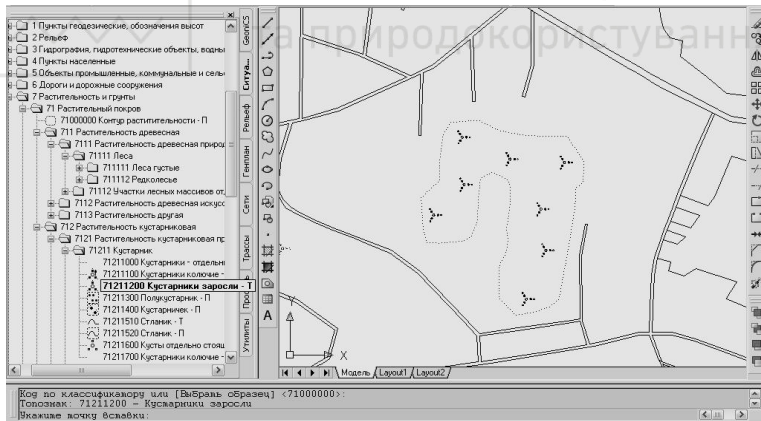 та природокористуванн
1 Пункты геодезические, обозначения высот
2 Рельеф
3 Гидрография, гидротехнические объекты, водны
4 Пункты населенные
5 Объекты промышленные, коммунальные и сель
6 Дороги и дорожные сооружения
7 Растительность и грунты
71 Растительный покров
71000000 Контур растительности - П
711 Растительность древесная
7111 Растительность древесная природ
71111 Леса
711111 Леса густые
711112 Редколесье
71112 Участки лесных массивов от,
7112 Растительность древесная искусс
7113 Растительность другая
712 Растительность кустарниковая
7121 Растительность кустарниковая пр
71211 Кустарник
71211000 Кустарники - отдельн
71211100 Кустарники колючие -
71211200 Кустарники заросли - Т
71211300 Полукустарник - П
71211400 Кустарничек - П
71211510 Стланик - Т
71211520 Стланик - П
71211600 Кусты отдельно стоящ
71211700 Кустарники колючие -
GeoniCS
Ситуа...
Рельеф
Генплан
Сети
Трассы
Утилиты
A
Y
X
Модель
Layout1
Layout2
Код по классификатору или [Выбрать образец] <71000000>:
Топознак: 71211200 - Кустарники заросли
Укажите точку вставки: